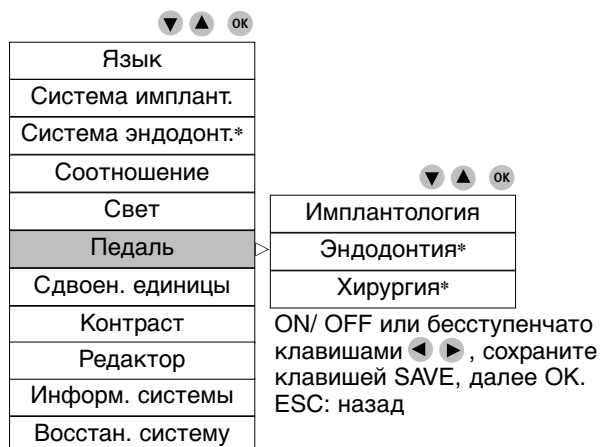 OK
Язык
Система имплант.
Система эндодонт.*
Соотношение
Свет
Педаль
Сдвоен. единицы
Контраст
Редактор
Информ. системы
Восстан. систему
OK
Имплантология
Эндодонтия*
Хирургия*
ON/ OFF или бесступенчато
клавишами , сохраните
клавишей SAVE, далее OK.
ESC: назад